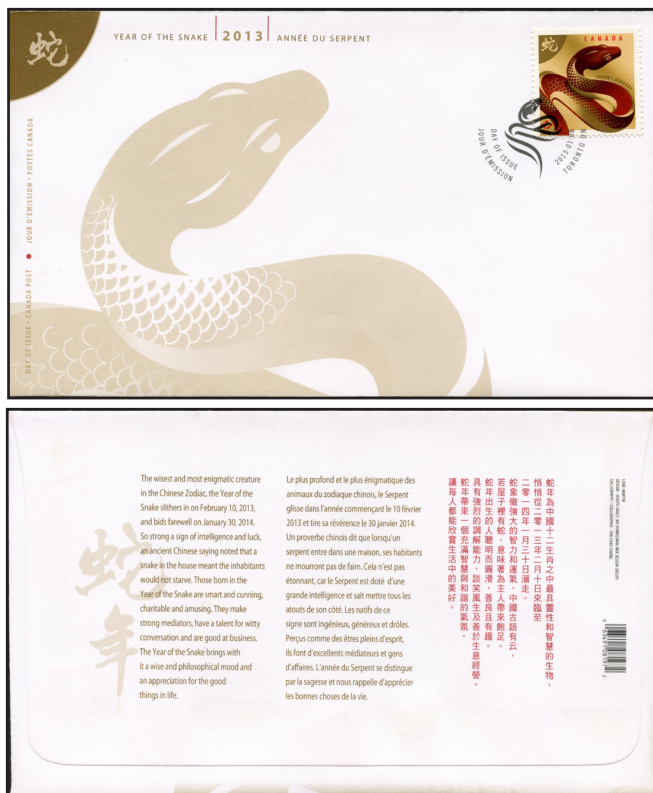 蛇
YEAR OF THE SNAKE 2013 ANNÉE DU SERPENT
蛇
CANADA
SNAKE SERPENT
DAY OF ISSUE
JOUR D'ÉMISSION
TORONTO ON
DAY OF ISSUE • CANADA POST • JOUR D'ÉMISSION • POSTES CANADA
蛇年
The wisest and most enigmatic creature
in the Chinese Zodiac, the Year of the
Snake slithers in on February 10, 2013,
and bids farewell on January 30, 2014.
So strong a sign of intelligence and luck,
an ancient Chinese saying noted that a
snake in the house meant the inhabitants
would not starve. Those born in the
Year of the Snake are smart and cunning,
charitable and amusing. They make
strong mediators, have a talent for witty
conversation and are good at business.
The Year of the Snake brings with
it a wise and philosophical mood and
an appreciation for the good
things in life.
Le plus profond et le plus énigmatique des
animaux du zodiaque chinois, le Serpent
glisse dans l'année commençant le 10 février
2013 et tire sa révérence le 30 janvier 2014.
Un proverbe chinois dit que lorsqu'un
serpent entre dans une maison, ses habitants
ne mourront pas de faim. Cela n'est pas
étonnant, car le Serpent est doté d'une
grande intelligence et sait mettre tous les
atouts de son côté. Les natifs de ce
signe sont ingénieux, généreux et drôles.
Perçus comme des êtres pleins d'esprit,
ils font d'excellents médiateurs et gens
d'affaires. L'année du Serpent se distingue
par la sagesse et nous rappelle d'apprécier
les bonnes choses de la vie.
蛇年為中國十二生肖之中最具靈性和智慧的生物，
悄悄從二零一三年二月十日來臨至
二零一四年一月三十日溜走。
蛇象徵強大的智力和運氣，中國古語有云，
若屋子裡有蛇，意味著為主人帶來飽足。
蛇年出生的人聰明而圓滑，善良且有趣。
具有強烈的調解能力，談笑風生及善於生意經營。
蛇年帶來一個充滿智慧與和諧的氣氛，
讓每人都能欣賞生活中的美好。